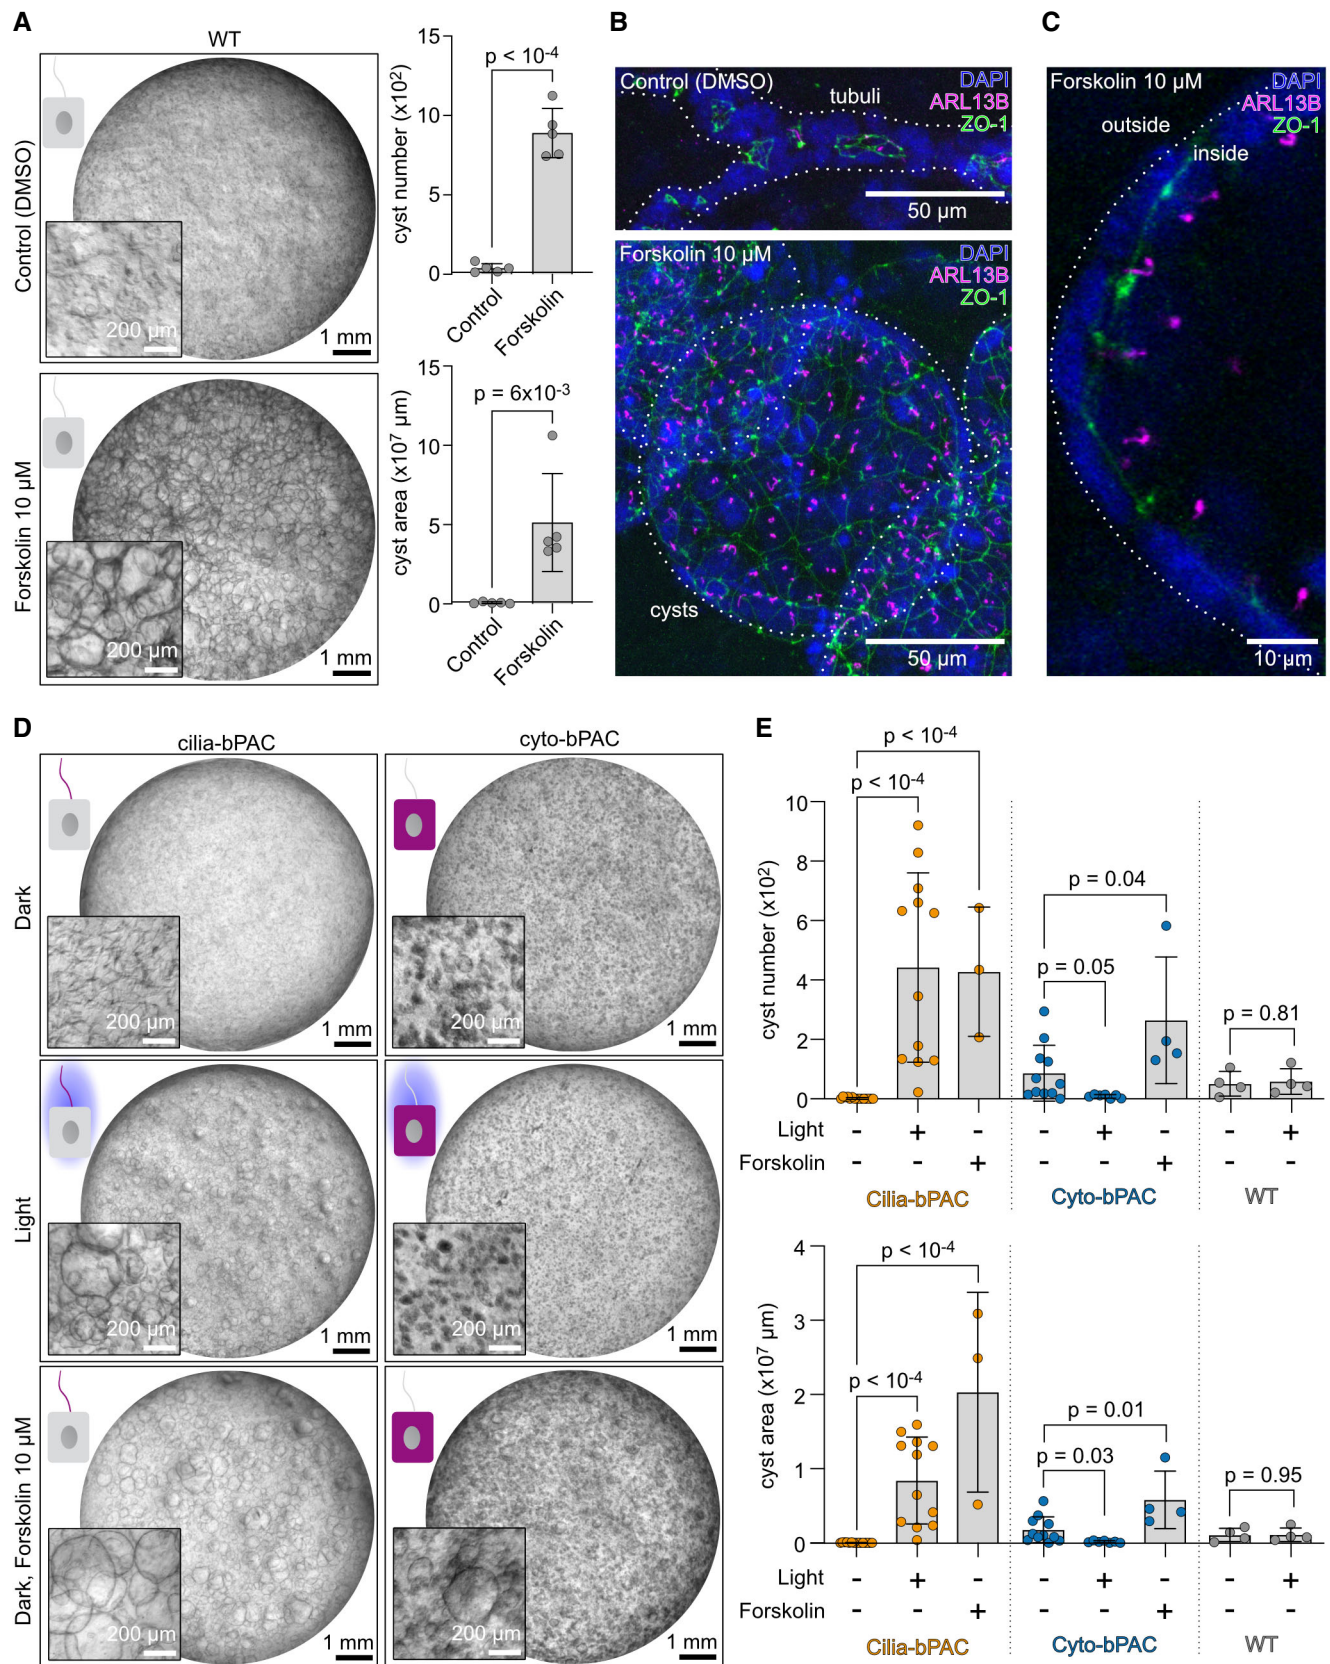 A
WT
Control (DMSO)
200 µm
1 mm
Forskolin 10 µM
200 µm
1 mm
15
10
5
0
cyst number (x10²)
p < 10⁻⁴
Control
Forskolin
15
10
5
0
cyst area (x10⁷ µm)
p = 6x10⁻³
Control
Forskolin
B
Control (DMSO)
tubuli
DAPI
ARL13B
ZO-1
50 µm
Forskolin 10 µM
DAPI
ARL13B
ZO-1
cysts
50 µm
C
Forskolin 10 µM
DAPI
ARL13B
ZO-1
outside
inside
10 µm
D
cilia-bPAC
cyto-bPAC
Dark
200 µm
1 mm
200 µm
1 mm
Light
200 µm
1 mm
200 µm
1 mm
Dark, Forskolin 10 µM
200 µm
1 mm
200 µm
1 mm
E
p < 10⁻⁴
p < 10⁻⁴
p = 0.04
p = 0.05
p = 0.81
10
8
6
4
2
0
cyst number (x10²)
Light - + - - + - - +
Forskolin - - + - - + - -
Cilia-bPAC Cyto-bPAC WT
p < 10⁻⁴
p < 10⁻⁴
p = 0.01
p = 0.03
p = 0.95
4
3
2
1
0
cyst area (x10⁷ µm)
Light - + - - + - - +
Forskolin - - + - - + - -
Cilia-bPAC Cyto-bPAC WT